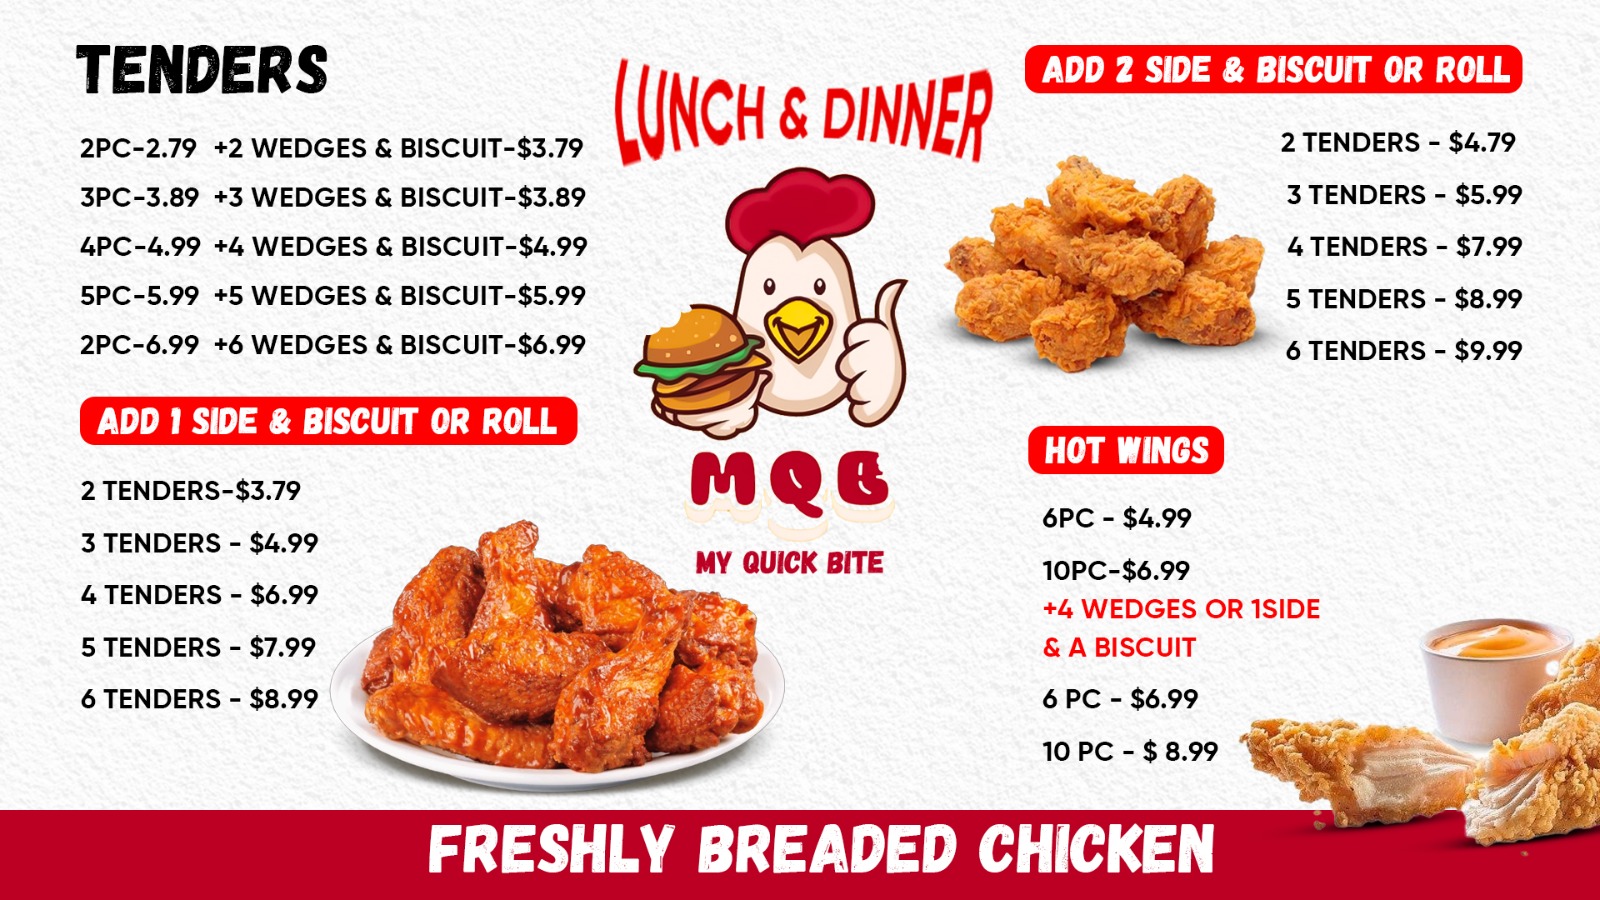 TENDERS
2PC-2.79 +2 WEDGES & BISCUIT-$3.79
3PC-3.89 +3 WEDGES & BISCUIT-$3.89
4PC-4.99 +4 WEDGES & BISCUIT-$4.99
5PC-5.99 +5 WEDGES & BISCUIT-$5.99
2PC-6.99 +6 WEDGES & BISCUIT-$6.99
ADD 1 SIDE & BISCUIT OR ROLL
2 TENDERS-$3.79
3 TENDERS - $4.99
4 TENDERS - $6.99
5 TENDERS - $7.99
6 TENDERS - $8.99
LUNCH & DINNER
MQB
MY QUICK BITE
ADD 2 SIDE & BISCUIT OR ROLL
2 TENDERS - $4.79
3 TENDERS - $5.99
4 TENDERS - $7.99
5 TENDERS - $8.99
6 TENDERS - $9.99
HOT WINGS
6PC - $4.99
10PC-$6.99
+4 WEDGES OR 1SIDE
& A BISCUIT
6 PC - $6.99
10 PC - $ 8.99
FRESHLY BREADED CHICKEN